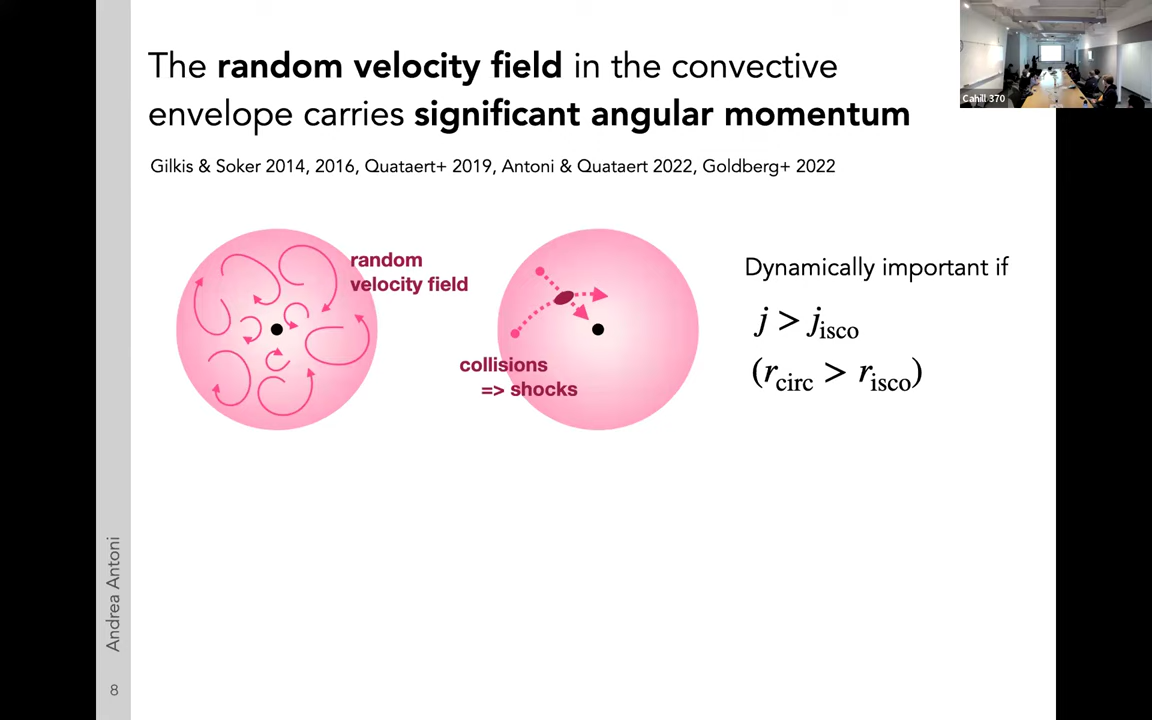 The random velocity field in the convective
envelope carries significant angular momentum
Gilkis & Soker 2014, 2016, Quataert+ 2019, Antoni & Quataert 2022, Goldberg+ 2022
random
velocity field
collisions
=> shocks
Dynamically important if
j > j_isco
(r_circ > r_isco)
Andrea Antoni
8
Cahill 370